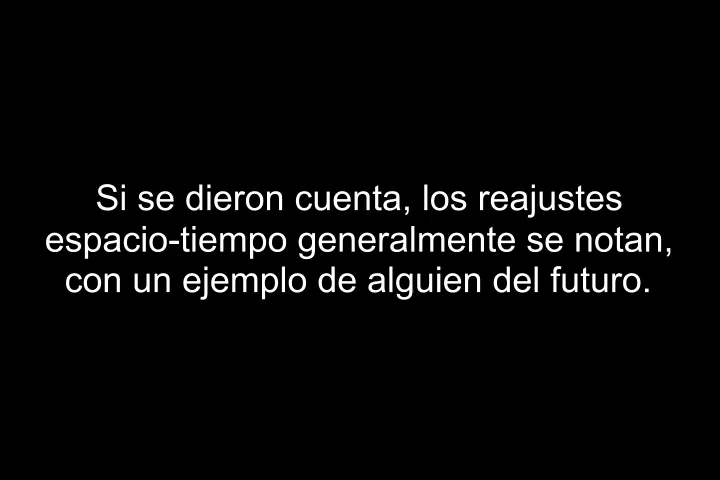 Si se dieron cuenta, los reajustes
espacio-tiempo generalmente se notan,
con un ejemplo de alguien del futuro.